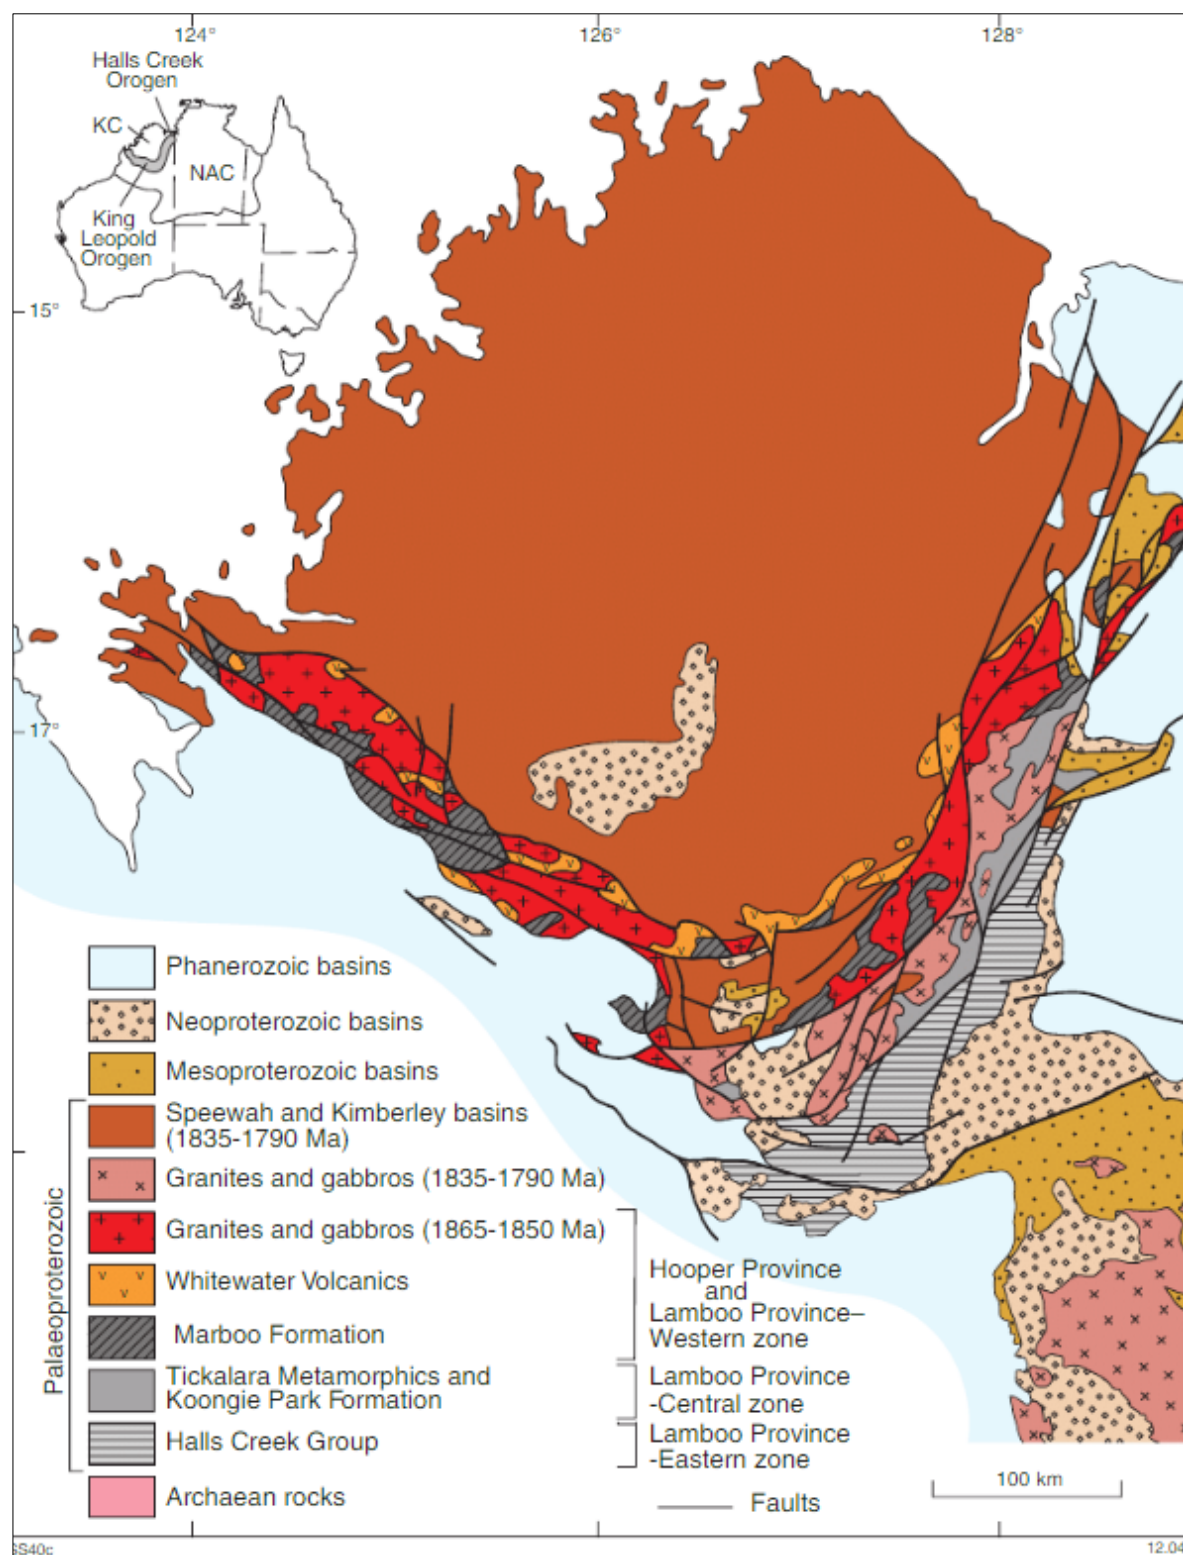 124°
126°
128°
Halls Creek
Orogen
KC
NAC
King
Leopold
Orogen
15°
17°
Phanerozoic basins
Neoproterozoic basins
Mesoproterozoic basins
Speewah and Kimberley basins
(1835-1790 Ma)
Granites and gabbros (1835-1790 Ma)
Granites and gabbros (1865-1850 Ma)
Whitewater Volcanics
Marboo Formation
Tickalara Metamorphics and
Koongie Park Formation
Halls Creek Group
Archaean rocks
Palaeoproterozoic
Hooper Province
and
Lamboo Province–
Western zone
Lamboo Province
-Central zone
Lamboo Province
-Eastern zone
100 km
Faults
SS40c
12.04